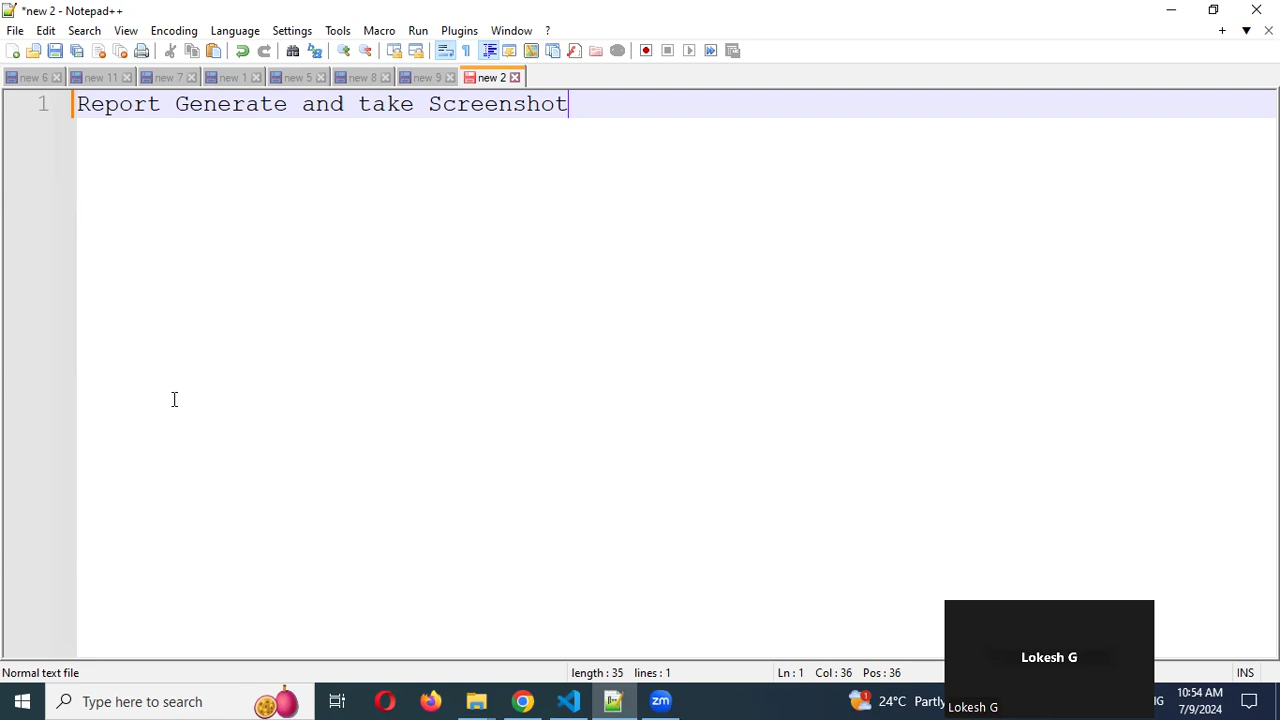 *new 2 - Notepad++
File Edit Search View Encoding Language Settings Tools Macro Run Plugins Window ?
new 6 new 11 new 7 new 1 new 5 new 8 new 9 new 2
1 Report Generate and take Screenshot
Lokesh G
Normal text file length : 35 lines : 1 Ln : 1 Col : 36 Pos : 36 INS
Type here to search zm 24°C Partly Lokesh G G 10:54 AM
7/9/2024